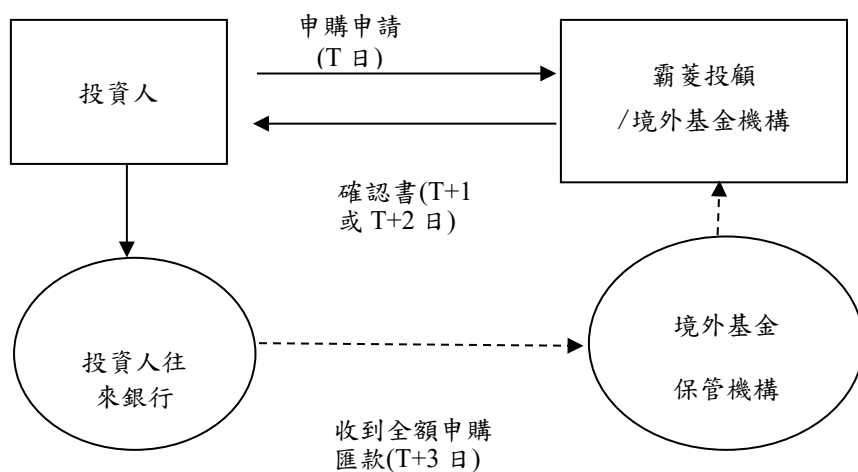 申購申請
(T 日)
投資人
霸菱投顧
/境外基金機構
確認書(T+1
或 T+2 日)
投資人往
來銀行
境外基金
保管機構
收到全額申購
匯款(T+3 日)